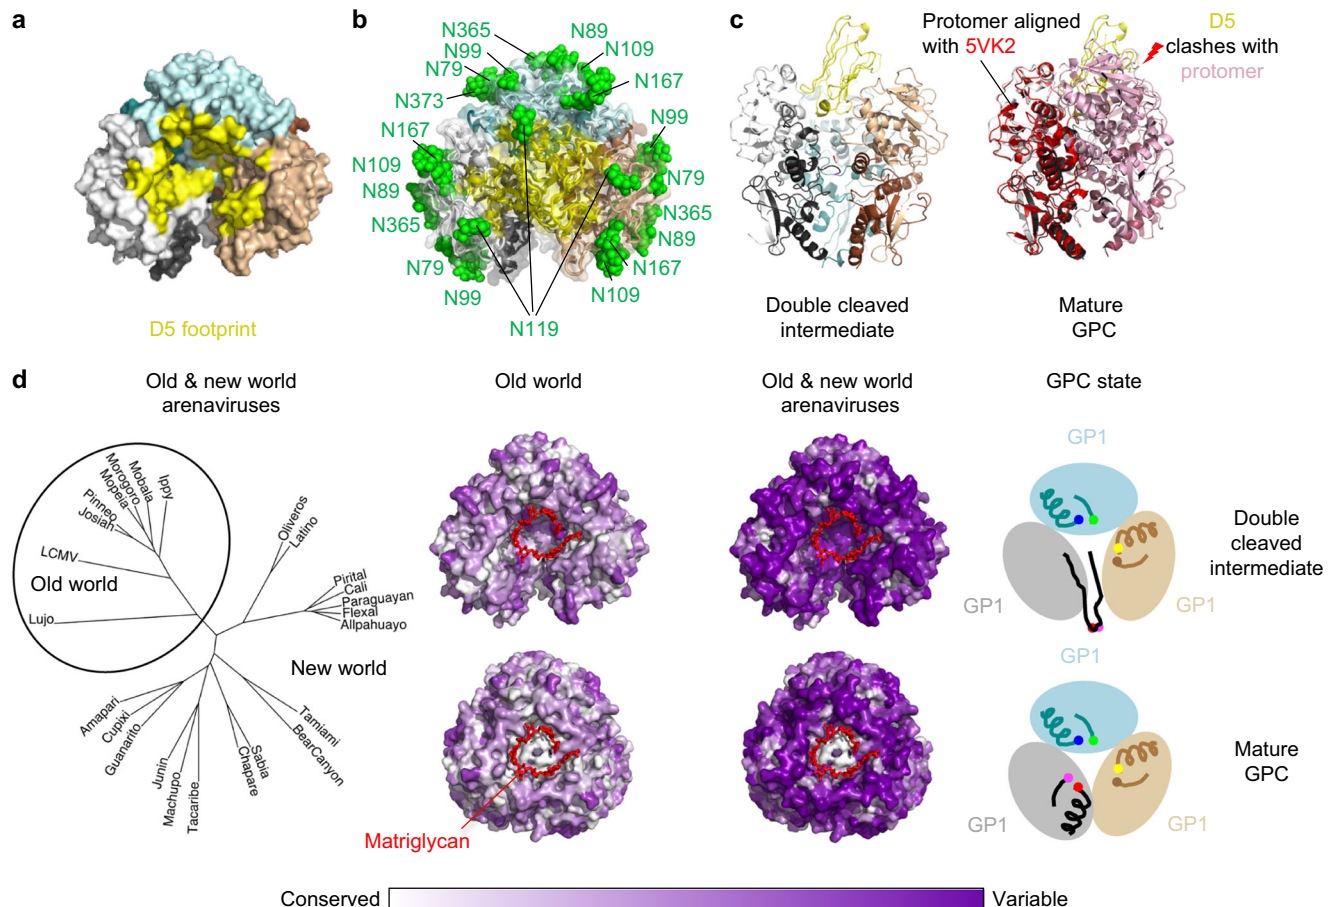 a
D5 footprint
b
N365
N89
N99
N109
N79
N167
N373
N167
N99
N109
N89
N79
N365
N365
N89
N79
N167
N99
N109
N119
c
Protomer aligned
with 5VK2
D5
clashes with
protomer
Double cleaved
intermediate
Mature
GPC
d
Old & new world
arenaviruses
Old world
Old & new world
arenaviruses
GPC state
Ippy
Mobala
Morogoro
Mopeia
Pinneo
Josiah
LCMV
Old world
Lujo
Oliveros
Latino
Pirital
Cali
Paraguayan
Flexal
Allpahuayo
New world
Amapari
Cupixi
Guanarito
Junin
Machupo
Tacaribe
Sabia
Chapare
Tamiami
BearCanyon
GP1
Double
cleaved
intermediate
GP1
GP1
GP1
Mature
GPC
GP1
GP1
Matriglycan
Conserved
Variable